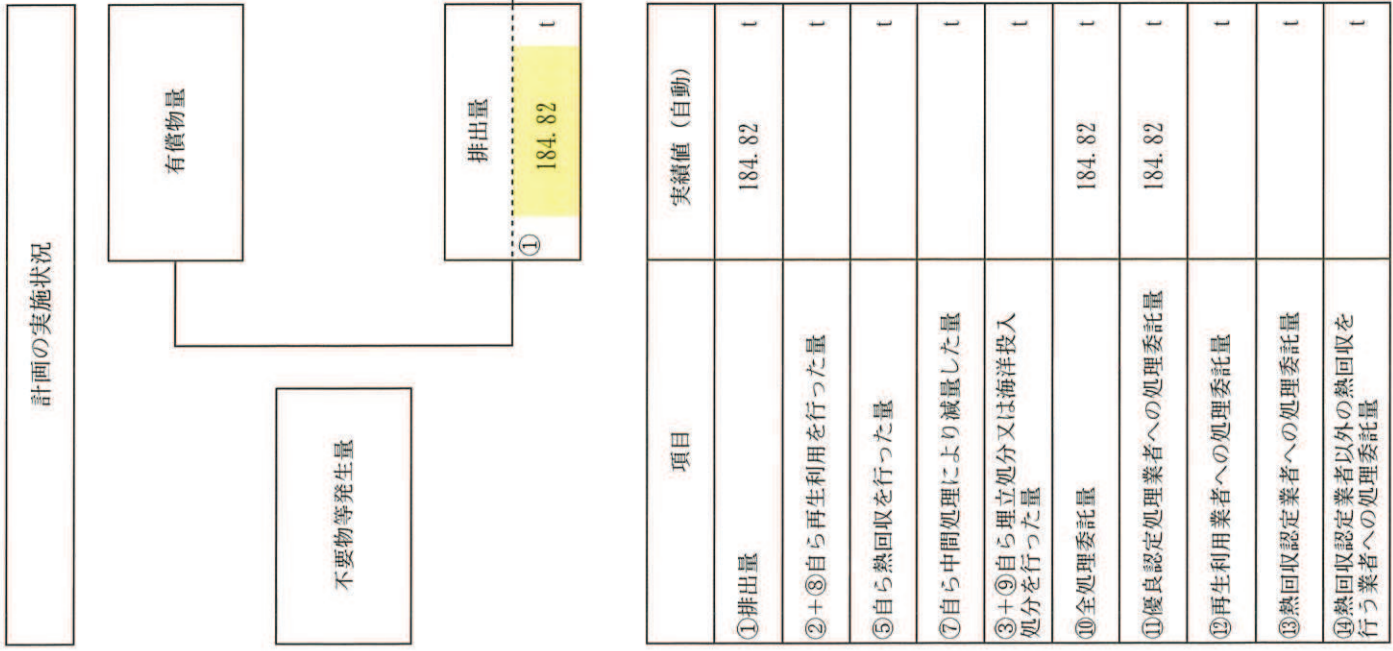 計画の実施状況
不要物等発生量
有償物量
排出量
① 184.82 t
項目 実績値（自動）
①排出量 184.82 t
②+⑧自ら再生利用を行った量 t
⑤自ら熱回収を行った量 t
⑦自ら中間処理により減量した量 t
③+⑨自ら埋立処分又は海洋投入
処分を行った量 t
⑩全処理委託量 184.82 t
⑪優良認定処理業者への処理委託量 184.82 t
⑫再生利用業者への処理委託量 t
⑬熱回収認定業者への処理委託量 t
⑭熱回収認定業者以外の熱回収を
行う業者への処理委託量 t